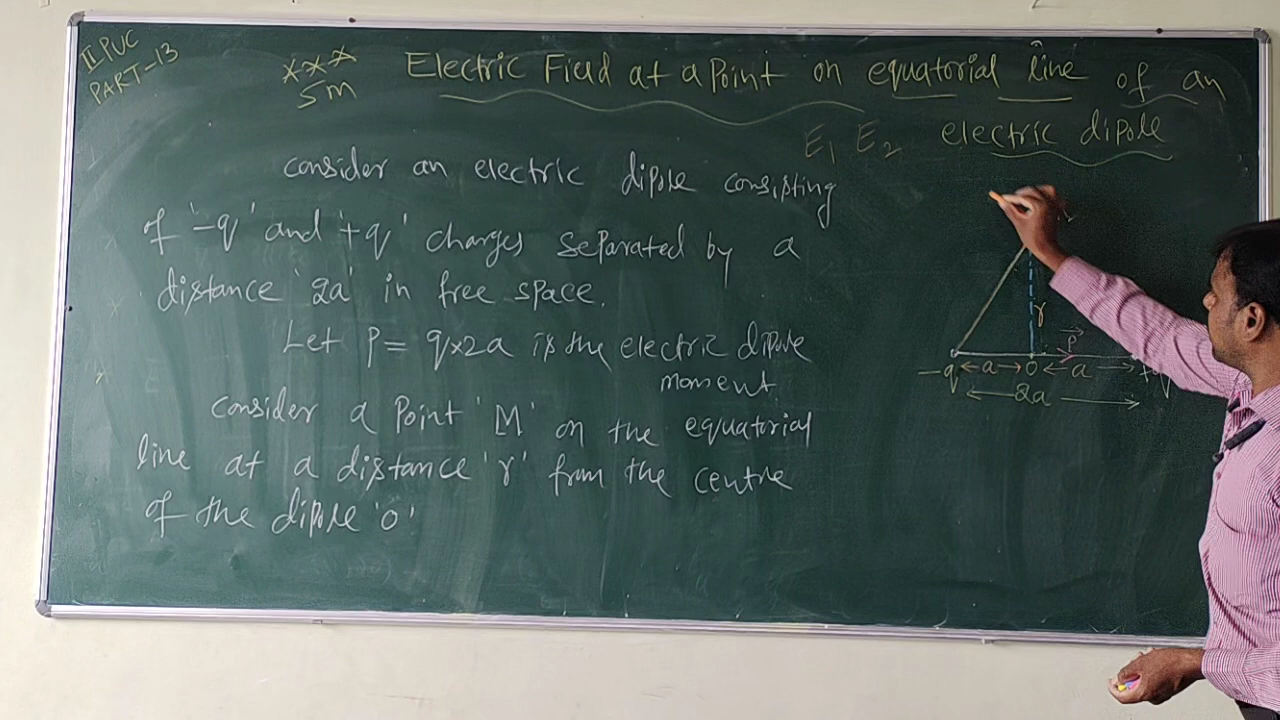 II PUC
PART-13
*** Electric Field at a Point on equatorial line of an
5m
E1 E2 electric dipole
consider an electric dipole consisting
of '-q' and '+q' charges separated by a
distance '2a' in free space.
Let P = q×2a is the electric dipole
moment
consider a Point 'M' on the equatorial
line at a distance 'r' from the centre
of the dipole 'O'
r
P⃗
-q ←a→ O ←a→ +q
←2a→